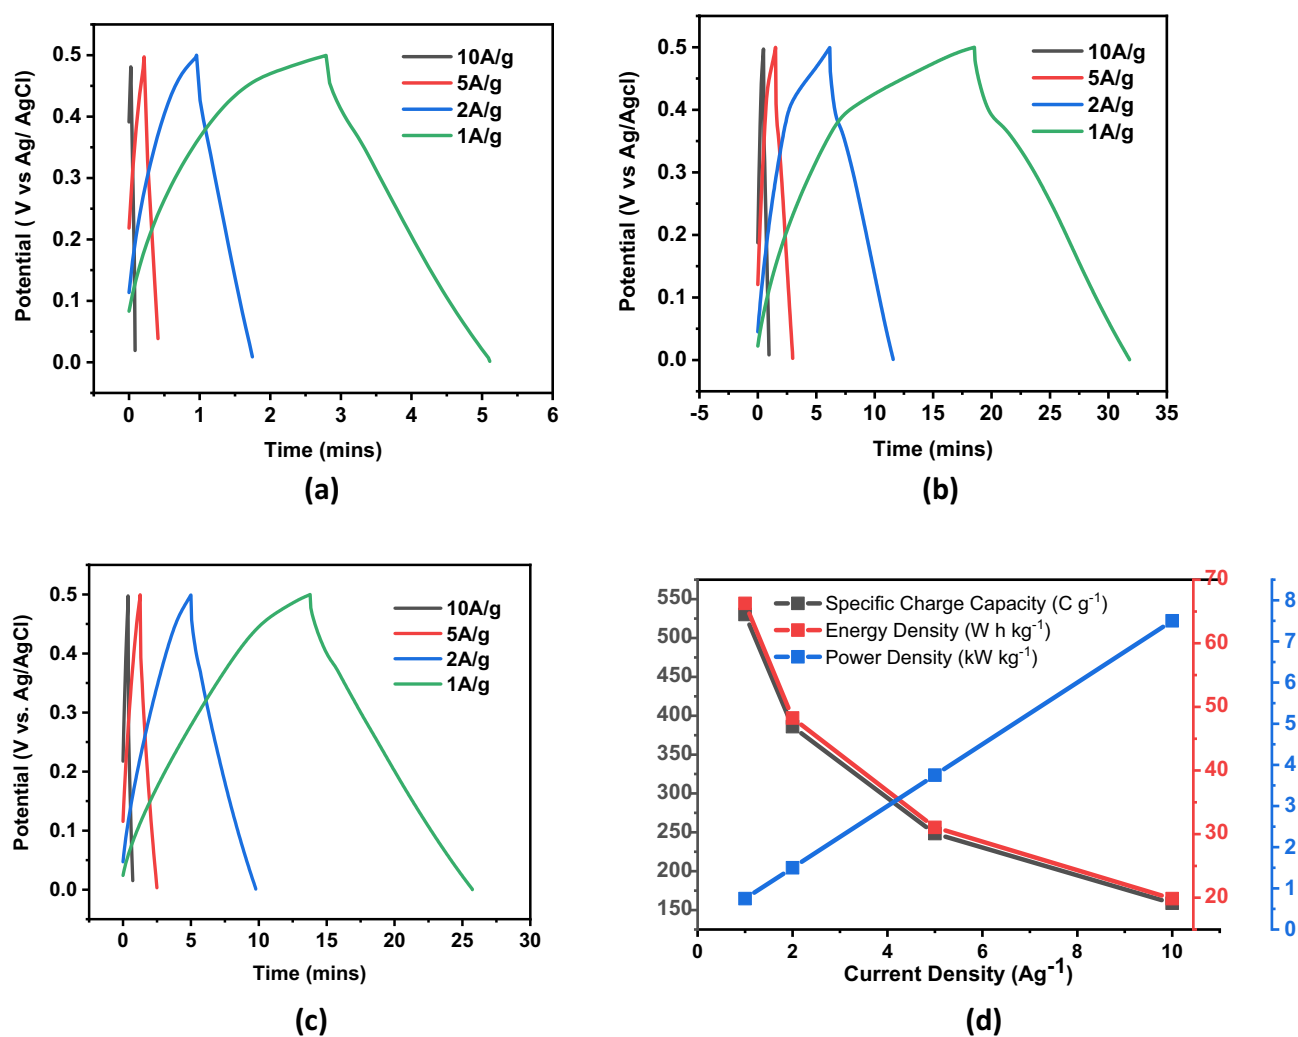 10A/g
5A/g
2A/g
1A/g
0.5
0.4
0.3
0.2
0.1
0.0
Potential ( V vs Ag/ AgCl)
0 1 2 3 4 5 6
Time (mins)
(a)
10A/g
5A/g
2A/g
1A/g
0.5
0.4
0.3
0.2
0.1
0.0
Potential (V vs Ag/Agcl)
-5 0 5 10 15 20 25 30 35
Time (mins)
(b)
10A/g
5A/g
2A/g
1A/g
0.5
0.4
0.3
0.2
0.1
0.0
Potential (V vs. Ag/AgCl)
0 5 10 15 20 25 30
Time (mins)
(c)
Specific Charge Capacity (C g⁻¹)
Energy Density (W h kg⁻¹)
Power Density (kW kg⁻¹)
550
500
450
400
350
300
250
200
150
70
60
50
40
30
20
8
7
6
5
4
3
2
1
0
0 2 4 6 8 10
Current Density (Ag⁻¹)
(d)